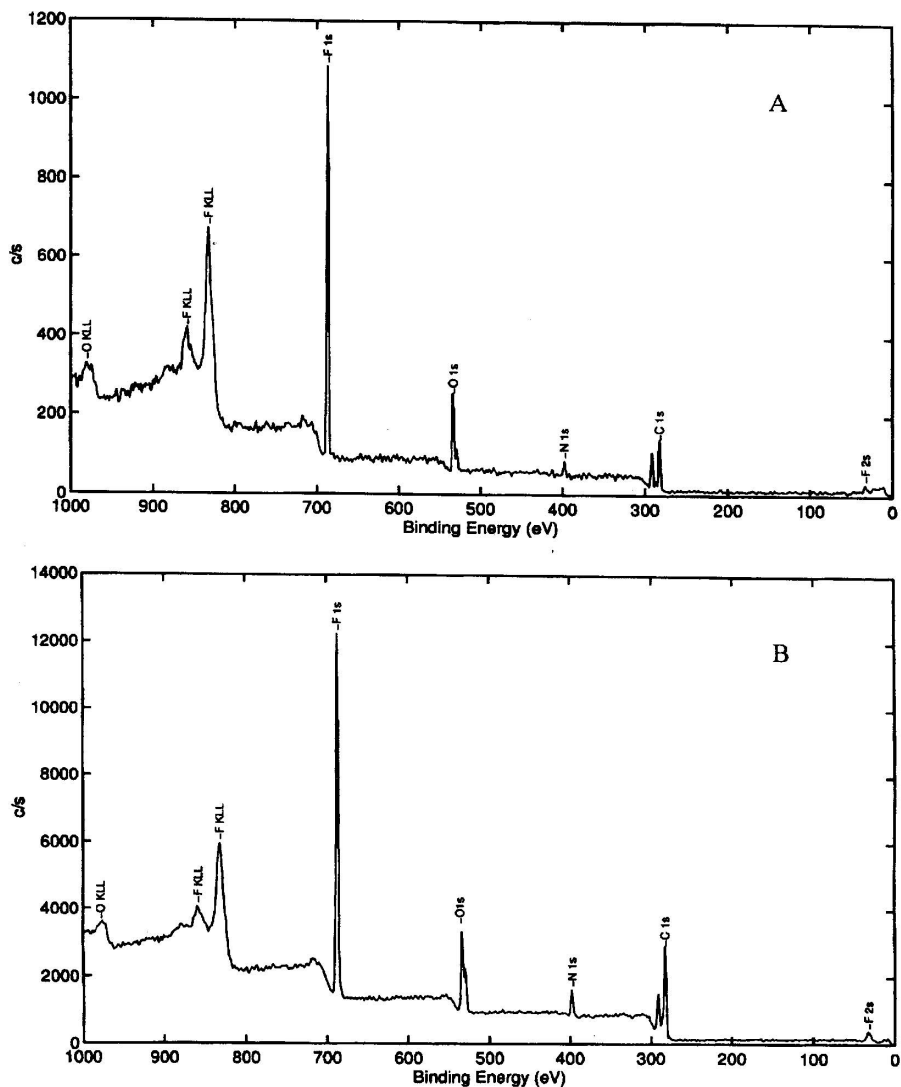 1200
1000
800
600
400
200
0
c/s
–O KLL
–F KLL
–F KLL
–F 1s
–O 1s
–N 1s
C 1s
–F 2s
A
1000 900 800 700 600 500 400 300 200 100 0
Binding Energy (eV)
14000
12000
10000
8000
6000
4000
2000
0
c/s
–O KLL
–F KLL
–F KLL
–F 1s
–O1s
–N 1s
C 1s
–F 2s
B
1000 900 800 700 600 500 400 300 200 100 0
Binding Energy (eV)